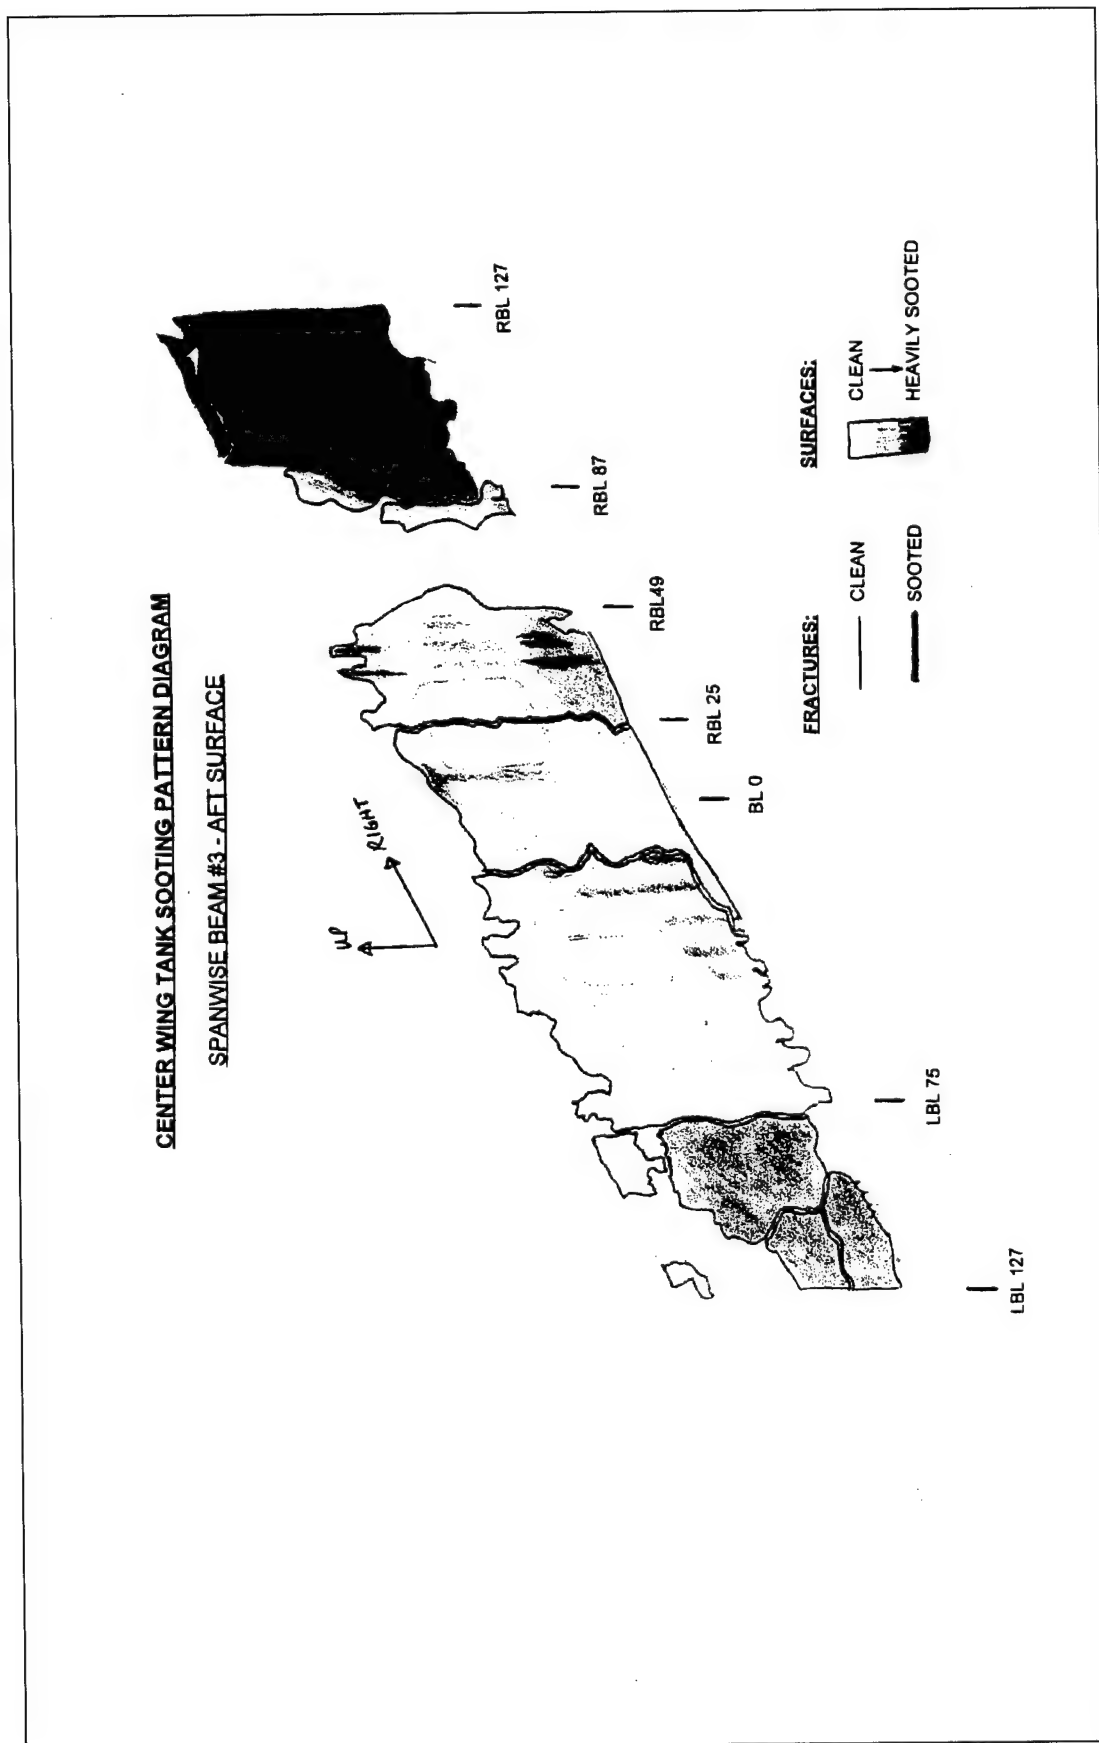 CENTER WING TANK SOOTING PATTERN DIAGRAM
SPANWISE BEAM #3 - AFT SURFACE
UP
RIGHT
RBL 127
RBL 87
RBL49
RBL 25
BL 0
LBL 75
LBL 127
FRACTURES:
CLEAN
SOOTED
SURFACES:
CLEAN
HEAVILY SOOTED